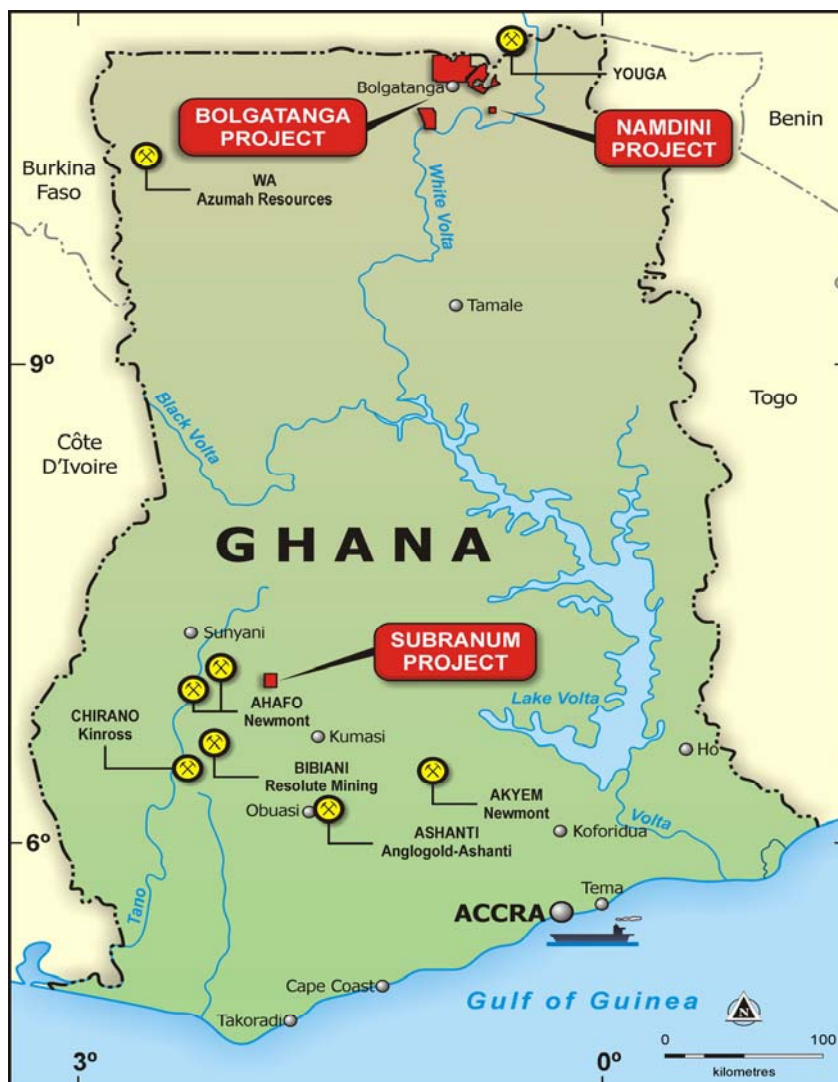 YOUGA
Bolgatanga
BOLGATANGA
PROJECT
NAMDINI
PROJECT
Benin
Burkina
Faso
WA
Azumah Resources
White Volta
Tamale
9º
Black Volta
Togo
Côte
D'Ivoire
GHANA
Sunyani
SUBRANUM
PROJECT
AHAFO
Newmont
Lake Volta
CHIRANO
Kinross
Kumasi
Ho
BIBIANI
Resolute Mining
AKYEM
Newmont
Obuasi
ASHANTI
Anglogold-Ashanti
Koforidua
Volta
6º
Tano
Tema
ACCRA
Cape Coast
Gulf of Guinea
Takoradi
N
0 100
kilometres
3º 0º